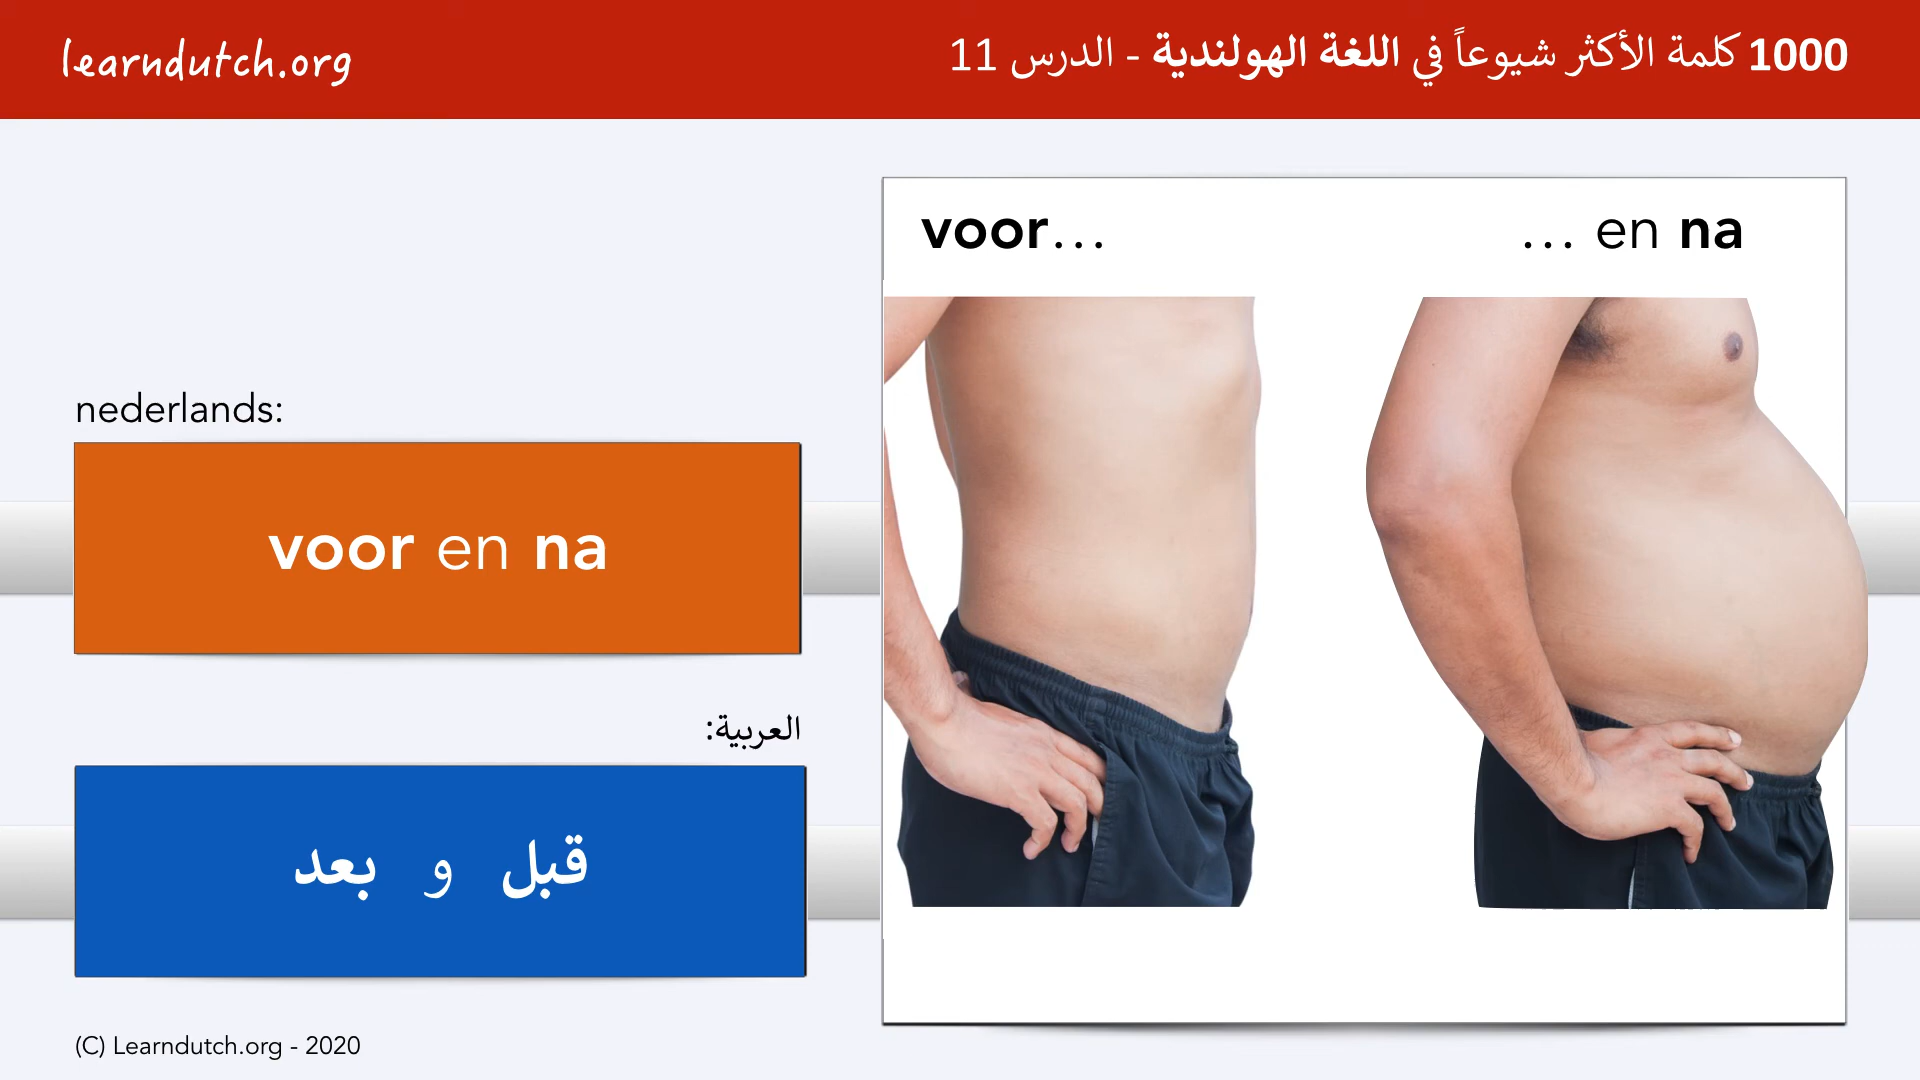 learndutch.org
1000 كلمة الأكثر شيوعاً في اللغة الهولندية - الدرس 11
voor...
... en na
nederlands:
voor en na
العربية:
قبل و بعد
(C) Learndutch.org - 2020